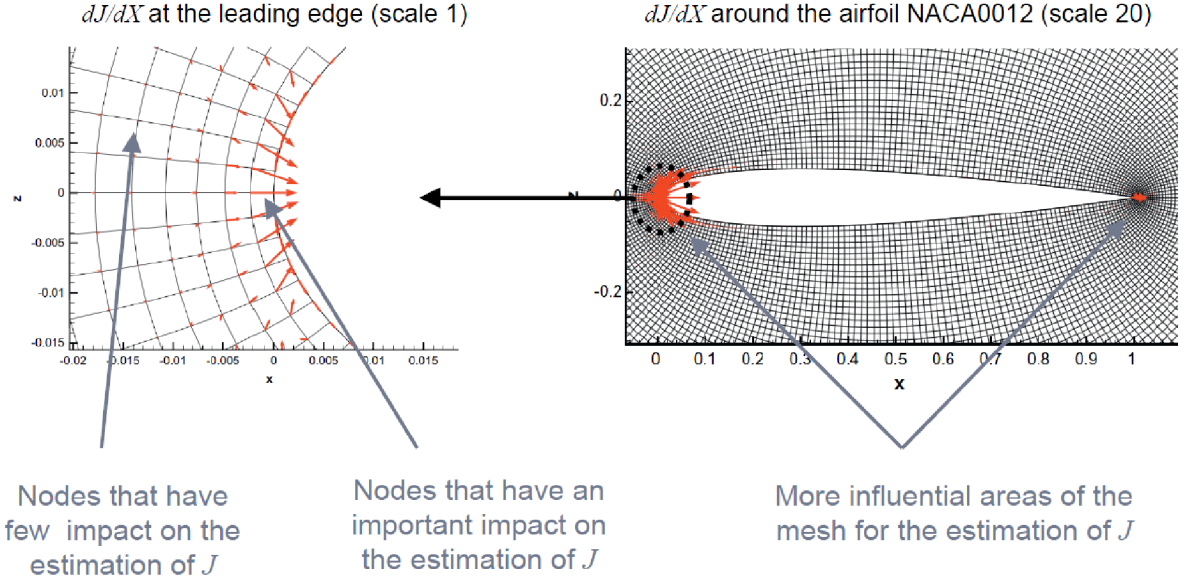 dJ/dX at the leading edge (scale 1)
dJ/dX around the airfoil NACA0012 (scale 20)
0.01
0.005
0
-0.005
-0.01
-0.015
z
-0.02 -0.015 -0.01 -0.005 0 0.005 0.01 0.015
x
0.2
0
-0.2
z
0 0.1 0.2 0.3 0.4 0.5 0.6 0.7 0.8 0.9 1
x
Nodes that have
few impact on the
estimation of J
Nodes that have an
important impact on
the estimation of J
More influential areas of the
mesh for the estimation of J